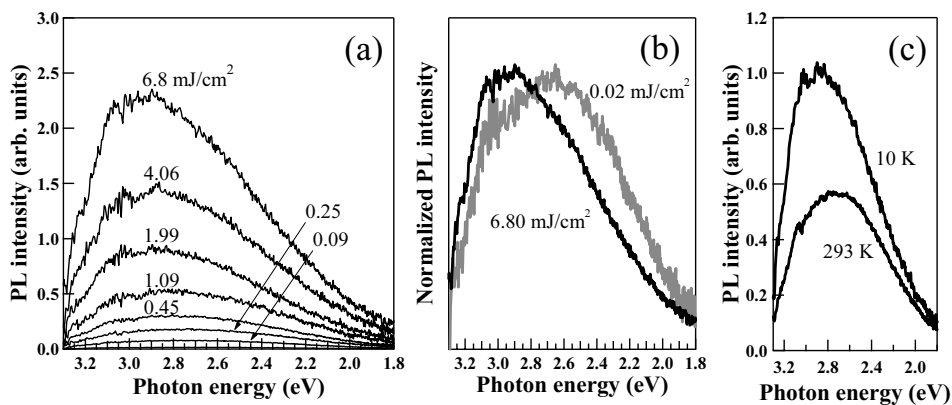 (a)
PL intensity (arb. units)
3.0
2.5
2.0
1.5
1.0
0.5
0.0
6.8 mJ/cm²
4.06
1.99
1.09
0.45
0.25
0.09
3.2 3.0 2.8 2.6 2.4 2.2 2.0 1.8
Photon energy (eV)
(b)
Normalized PL intensity
0.02 mJ/cm²
6.80 mJ/cm²
3.2 3.0 2.8 2.6 2.4 2.2 2.0 1.8
Photon energy (eV)
(c)
PL intensity (arb. units)
1.2
1.0
0.8
0.6
0.4
0.2
0.0
10 K
293 K
3.2 2.8 2.4 2.0
Photon energy (eV)